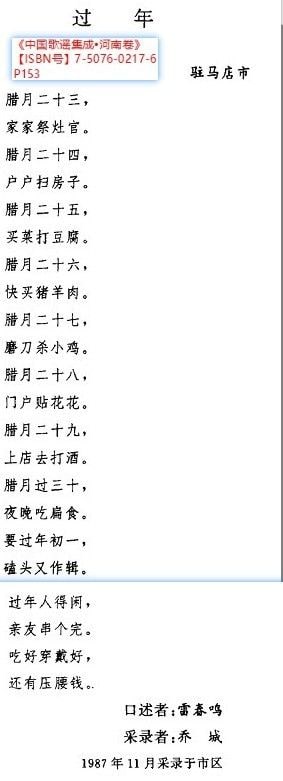 过 年
《中国歌谣集成•河南卷》
【ISBN号】7-5076-0217-6
P153
驻马店市
腊月二十三，
家家祭灶官。
腊月二十四，
户户扫房子。
腊月二十五，
买菜打豆腐。
腊月二十六，
快买猪羊肉。
腊月二十七，
磨刀杀小鸡。
腊月二十八，
门户贴花花。
腊月二十九，
上店去打酒。
腊月过三十，
夜晚吃扁食。
要过年初一，
磕头又作辑。
过年人得闲，
亲友串个完。
吃好穿戴好，
还有压腰钱。
口述者：雷春鸣
采录者：乔 城
1987年11月采录于市区